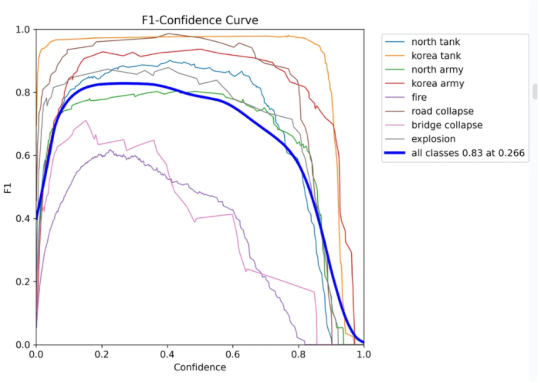 F1-Confidence Curve
1.0
0.8
0.6
0.4
0.2
0.0
F1
0.0 0.2 0.4 0.6 0.8 1.0
Confidence
north tank
korea tank
north army
korea army
fire
road collapse
bridge collapse
explosion
all classes 0.83 at 0.266